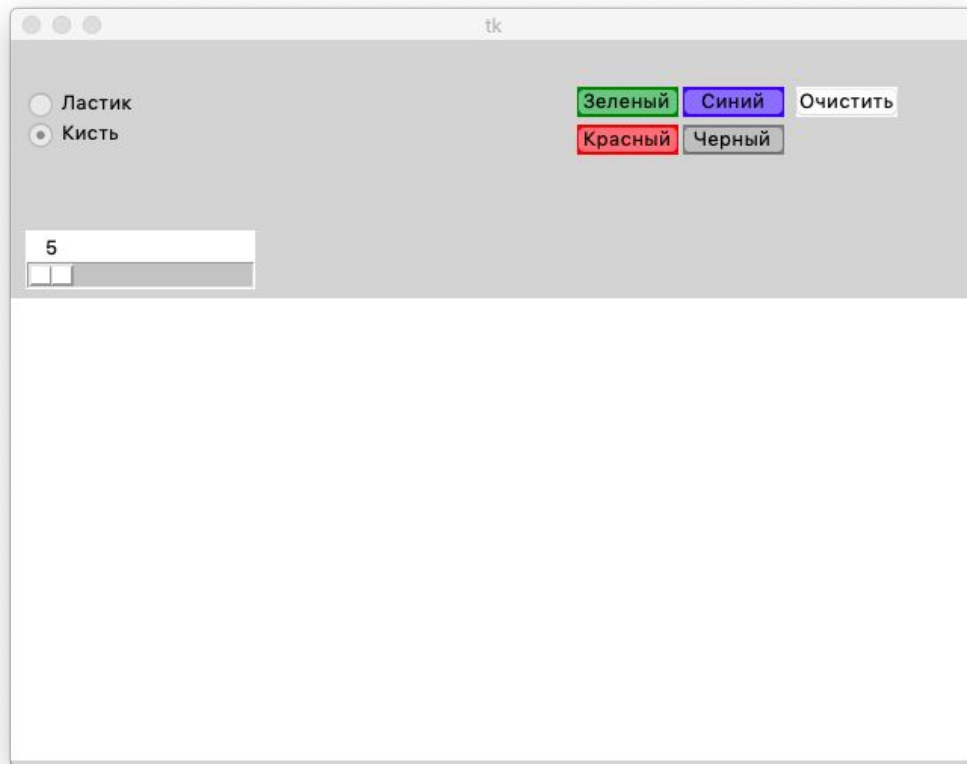 tk
Ластик
Кисть
Зеленый Синий Очистить
Красный Черный
5